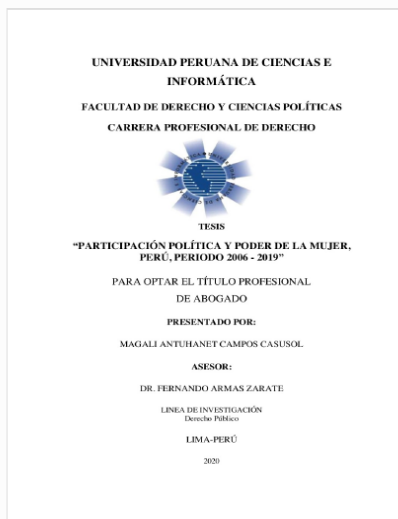 UNIVERSIDAD PERUANA DE CIENCIAS E
INFORMÁTICA
FACULTAD DE DERECHO Y CIENCIAS POLÍTICAS
CARRERA PROFESIONAL DE DERECHO
TESIS
“PARTICIPACIÓN POLÍTICA Y PODER DE LA MUJER,
PERÚ, PERIODO 2006 - 2019”
PARA OPTAR EL TÍTULO PROFESIONAL
DE ABOGADO
PRESENTADO POR:
MAGALI ANTUHANET CAMPOS CASUSOL
ASESOR:
DR. FERNANDO ARMAS ZARATE
LINEA DE INVESTIGACIÓN
Derecho Público
LIMA-PERÚ
2020